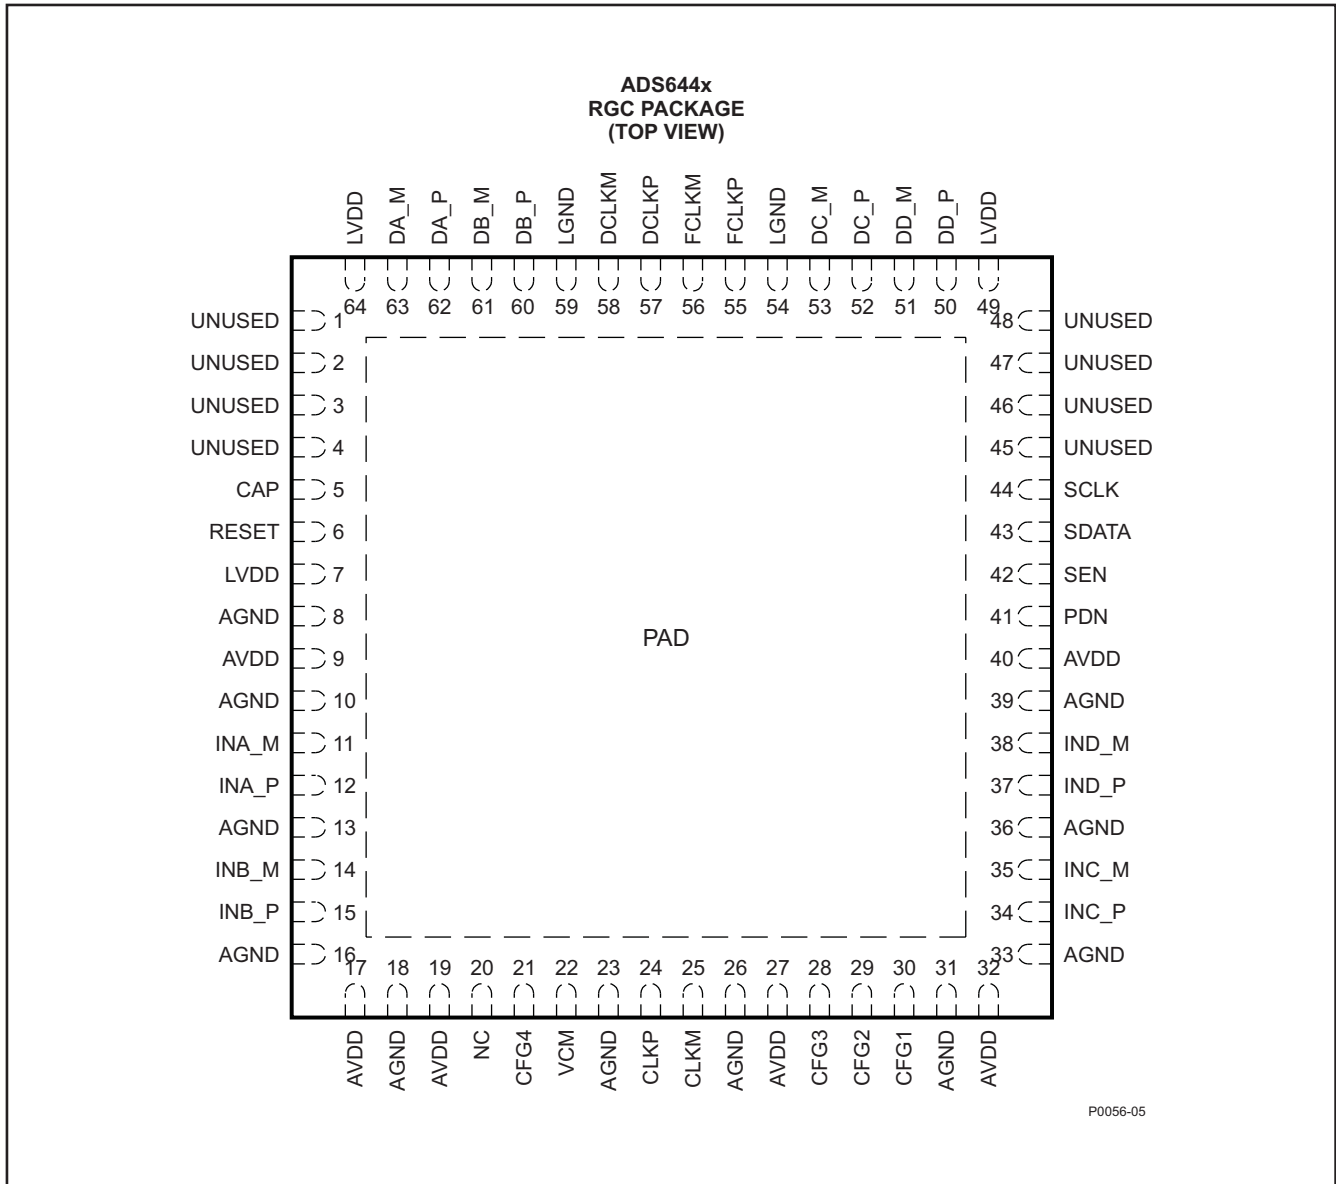 ADS644x
RGC PACKAGE
(TOP VIEW)
LVDD
DA_M
DA_P
DB_M
DB_P
LGND
DCLKM
DCLKP
FCLKM
FCLKP
LGND
DC_M
DC_P
DD_M
DD_P
LVDD
64 63 62 61 60 59 58 57 56 55 54 53 52 51 50 49
UNUSED 1 48 UNUSED
UNUSED 2 47 UNUSED
UNUSED 3 46 UNUSED
UNUSED 4 45 UNUSED
CAP 5 44 SCLK
RESET 6 43 SDATA
LVDD 7 42 SEN
AGND 8 41 PDN
PAD
AVDD 9 40 AVDD
AGND 10 39 AGND
INA_M 11 38 IND_M
INA_P 12 37 IND_P
AGND 13 36 AGND
INB_M 14 35 INC_M
INB_P 15 34 INC_P
AGND 16 33 AGND
17 18 19 20 21 22 23 24 25 26 27 28 29 30 31 32
AVDD
AGND
AVDD
NC
CFG4
VCM
AGND
CLKP
CLKM
AGND
AVDD
CFG3
CFG2
CFG1
AGND
AVDD
P0056-05